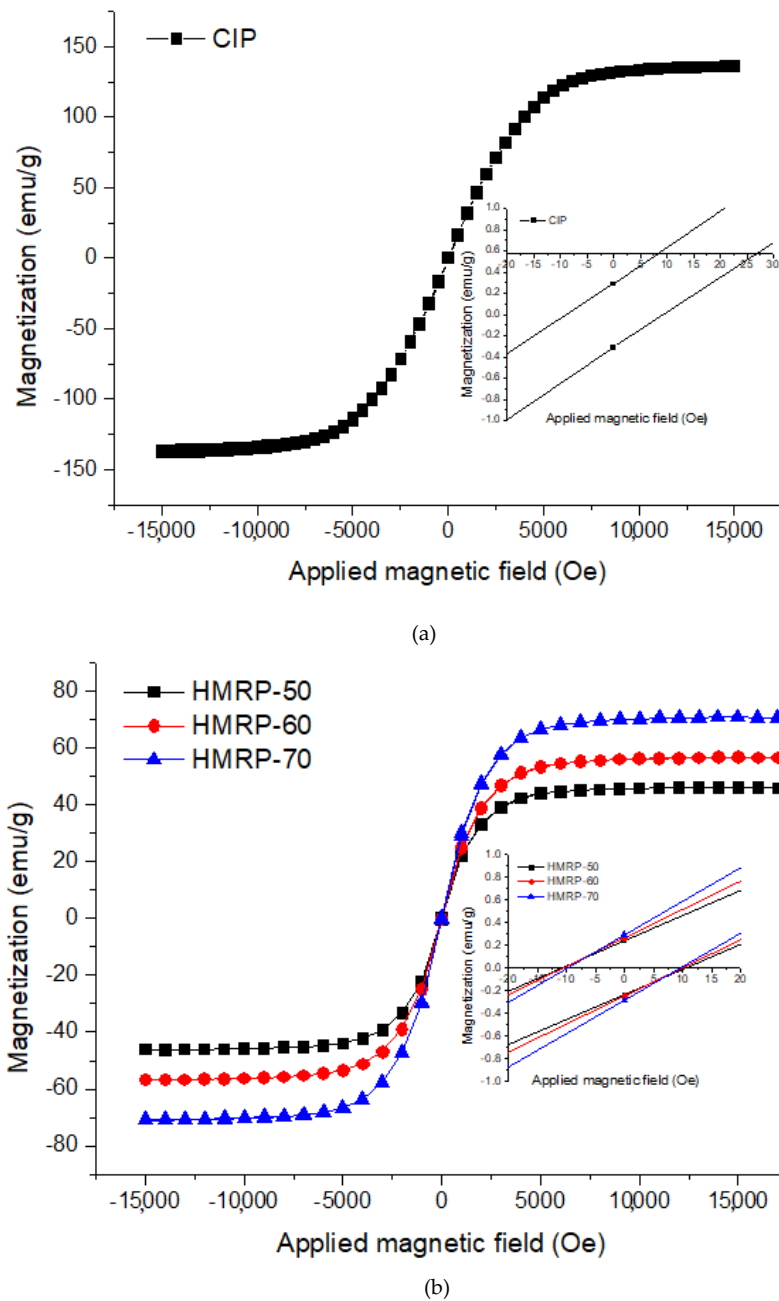 CIP
150
100
50
0
-50
-100
-150
Magnetization (emu/g)
-15,000 -10,000 -5000 0 5000 10,000 15,000
Applied magnetic field (Oe)
1.0
0.8
0.6
0.4
0.2
0.0
-0.2
-0.4
-0.6
-0.8
-1.0
CIP
-20 -15 -10 -5 0 5 10 15 20 25 30
Magnetization (emu/g)
Applied magnetic field (Oe)
(a)
HMRP-50
HMRP-60
HMRP-70
80
60
40
20
0
-20
-40
-60
-80
Magnetization (emu/g)
-15,000 -10,000 -5000 0 5000 10,000 15,000
Applied magnetic field (Oe)
1.0
0.8
0.6
0.4
0.2
0.0
-0.2
-0.4
-0.6
-0.8
-1.0
HMRP-50
HMRP-60
HMRP-70
-20 -15 -10 -5 0 5 10 15 20
Magnetization (emu/g)
Applied magnetic field (Oe)
(b)